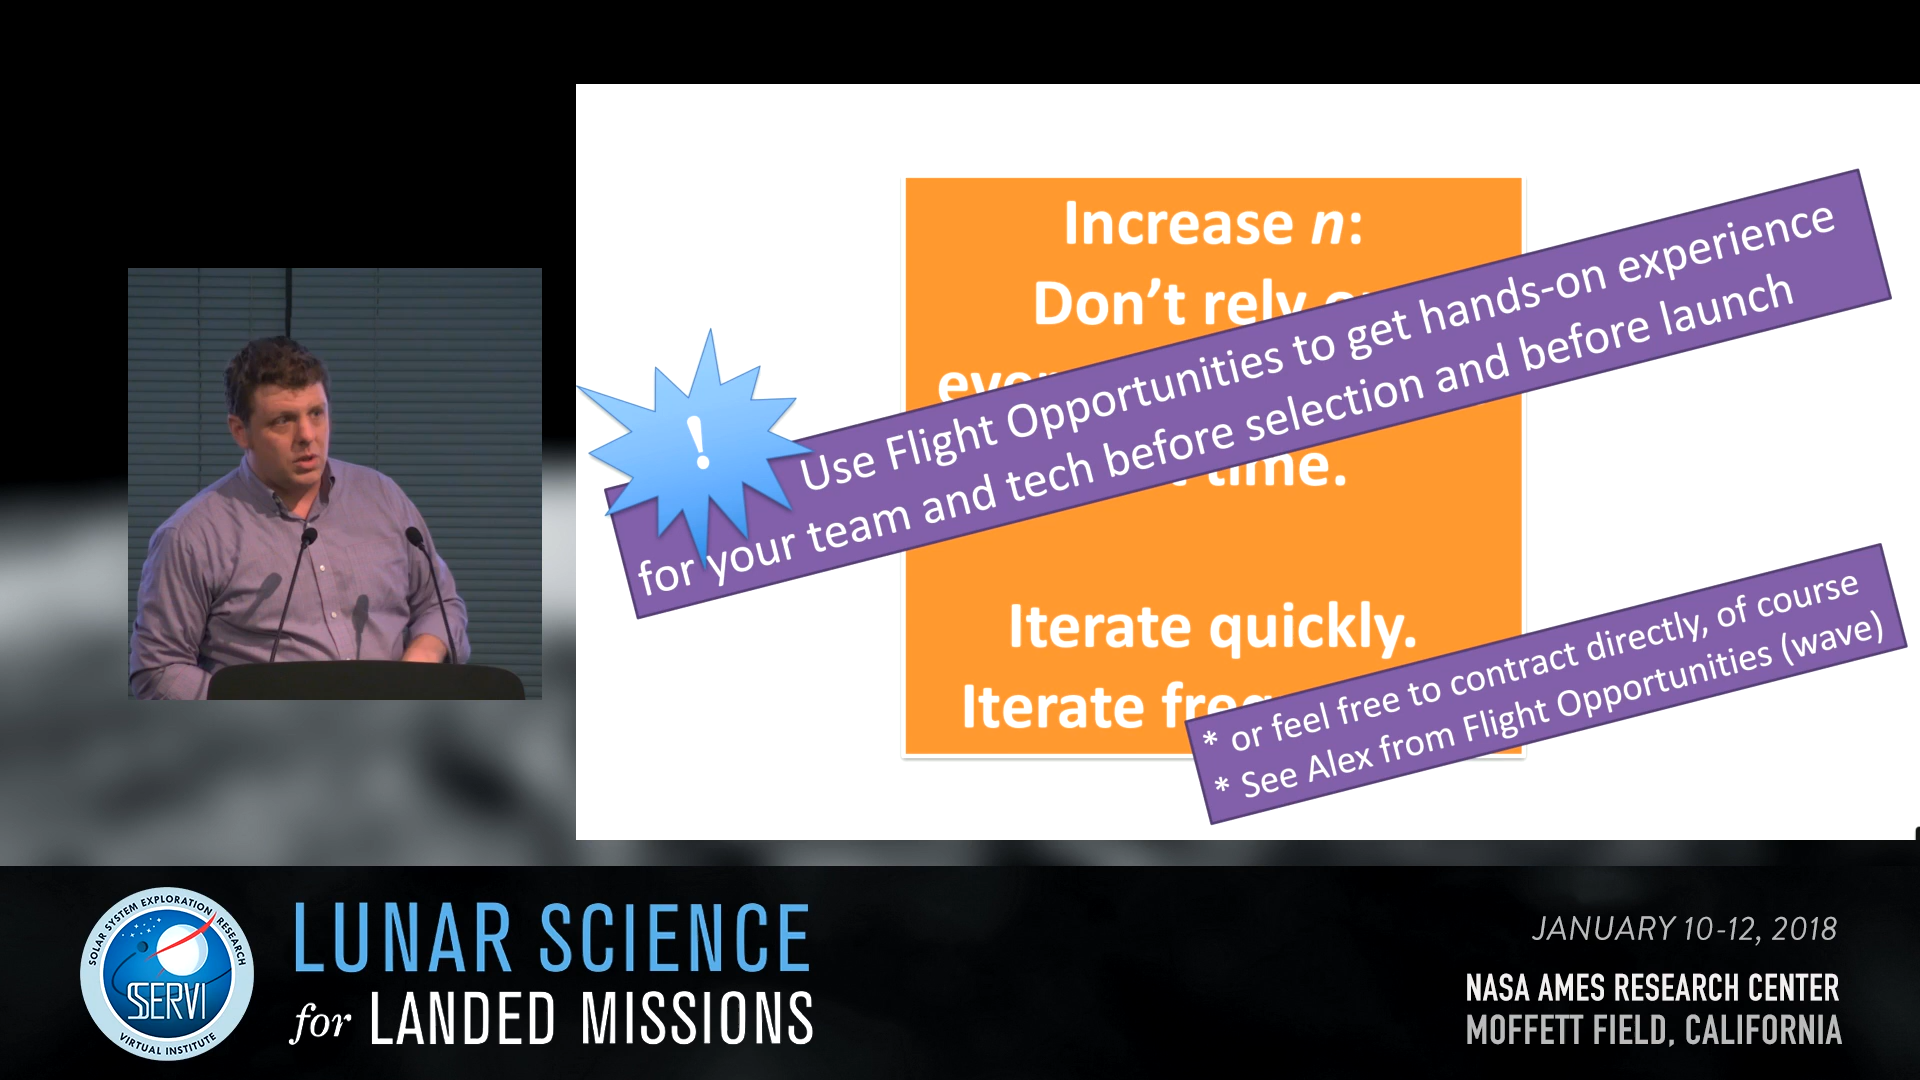 Increase n:
Don't rely
time.
Iterate quickly.
Iterate
!
Use Flight Opportunities to get hands-on experience
for your team and tech before selection and before launch
* or feel free to contract directly, of course
* See Alex from Flight Opportunities (wave)
SOLAR SYSTEM EXPLORATION RESEARCH
SSERVI
VIRTUAL INSTITUTE
LUNAR SCIENCE
for LANDED MISSIONS
JANUARY 10-12, 2018
NASA AMES RESEARCH CENTER
MOFFETT FIELD, CALIFORNIA